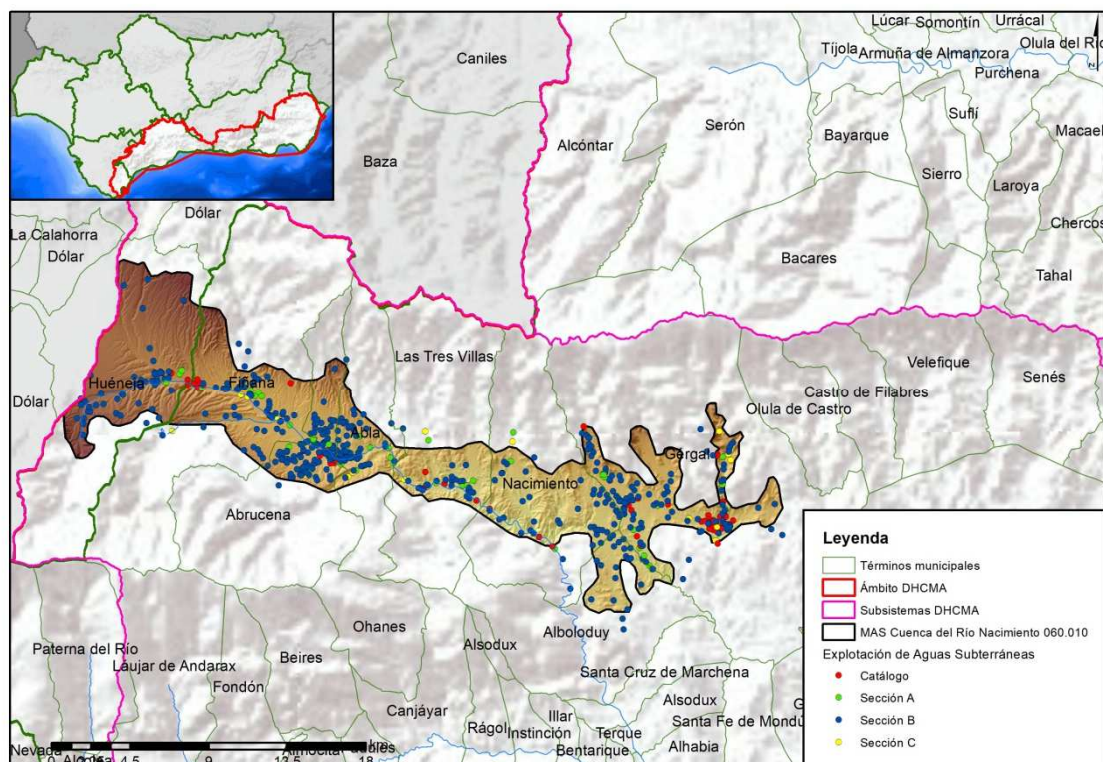 Lúcar
Somontín
Urrácal
Tíjola
Armuña de Almanzora
Olula del Río
Purchena
Caniles
Serón
Suflí
Alcóntar
Bayarque
Macael
Baza
Sierro
Laroya
Dólar
Chercos
La Calahorra
Dólar
Bacares
Tahal
Las Tres Villas
Velefique
Senés
Huéneja
Fiñana
Dólar
Castro de Filabres
Olula de Castro
Abla
Gérgal
Nacimiento
Abrucena
Ohanes
Alboloduy
Paterna del Río
Laujar de Andarax
Beires
Alsodux
Fondón
Santa Cruz de Marchena
Alsodux
Canjáyar
Illar
Santa Fe de Mondú
Rágol
Instinción
Terque
Bentarique
Alhabia
Nevada
km
4.5
9
13.5
18
Leyenda
Términos municipales
Ámbito DHCMA
Subsistemas DHCMA
MAS Cuenca del Río Nacimiento 060.010
Explotación de Aguas Subterráneas
Catálogo
Sección A
Sección B
Sección C